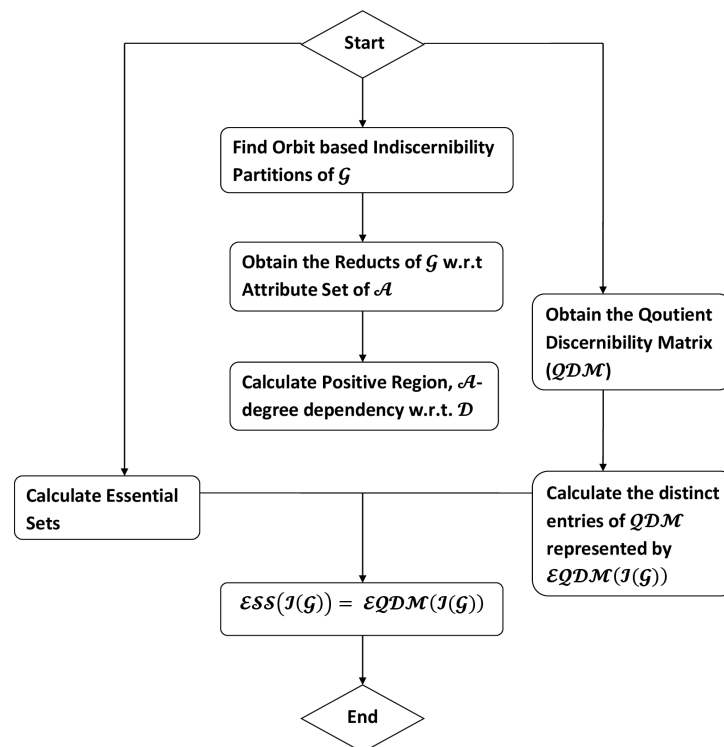 Start
Find Orbit based Indiscernibility
Partitions of 𝒢
Obtain the Reducts of 𝒢 w.r.t
Attribute Set of 𝒜
Calculate Positive Region, 𝒜-
degree dependency w.r.t. 𝒟
Obtain the Qoutient
Discernibility Matrix
(𝒬𝒟ℳ)
Calculate Essential
Sets
Calculate the distinct
entries of 𝒬𝒟ℳ
represented by
ℰ𝒬𝒟ℳ(ℐ(𝒢))
ℰ𝒮𝒮(ℐ(𝒢)) = ℰ𝒬𝒟ℳ(ℐ(𝒢))
End